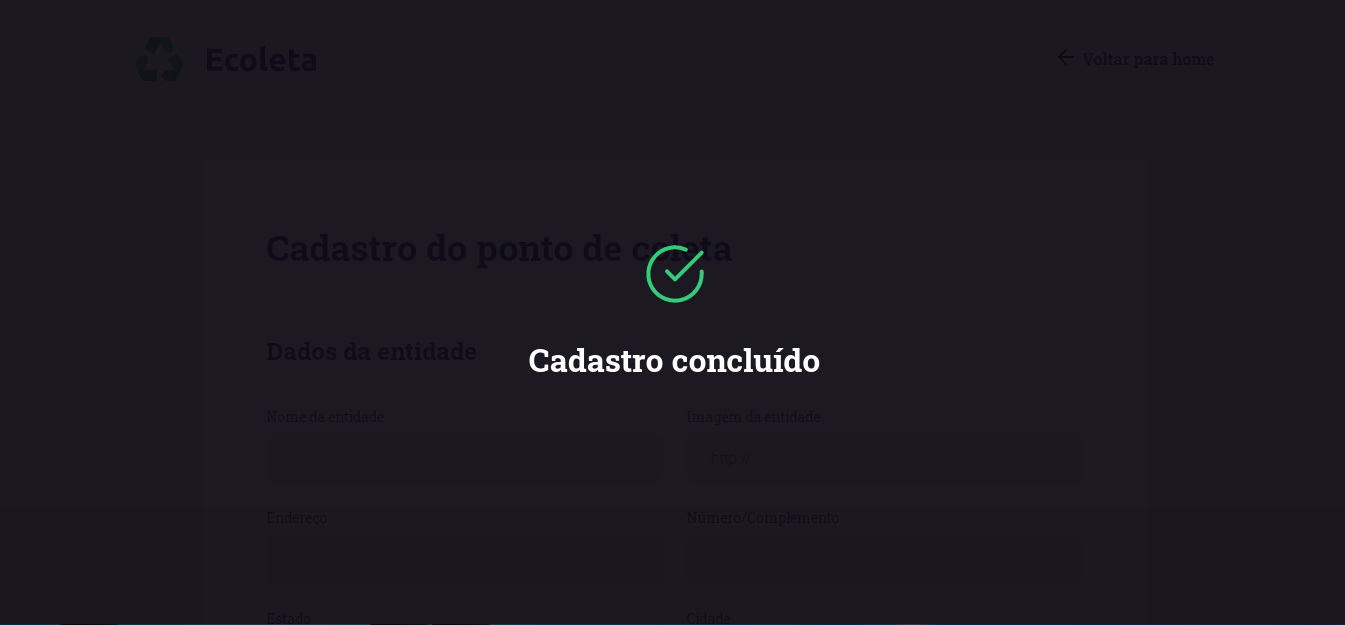 Ecoleta
Voltar para home
Cadastro do ponto de coleta
Cadastro concluído
Dados da entidade
Nome da entidade
Imagem da entidade
http://
Endereço
Número/Complemento
Estado
Cidade